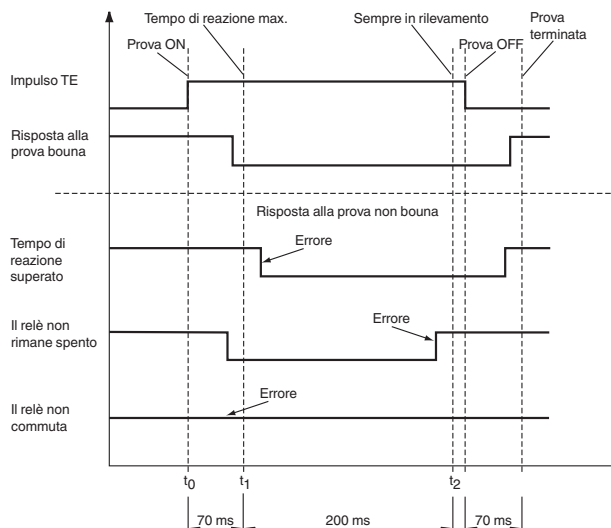 Tempo di reazione max.
Sempre in rilevamento
Prova
terminata
Prova ON
Prova OFF
Impulso TE
Risposta alla
prova bouna
Risposta alla prova non bouna
Tempo di
reazione
superato
Errore
Il relè non
rimane spento
Errore
Il relè non
commuta
Errore
t0
t1
t2
70 ms
200 ms
70 ms